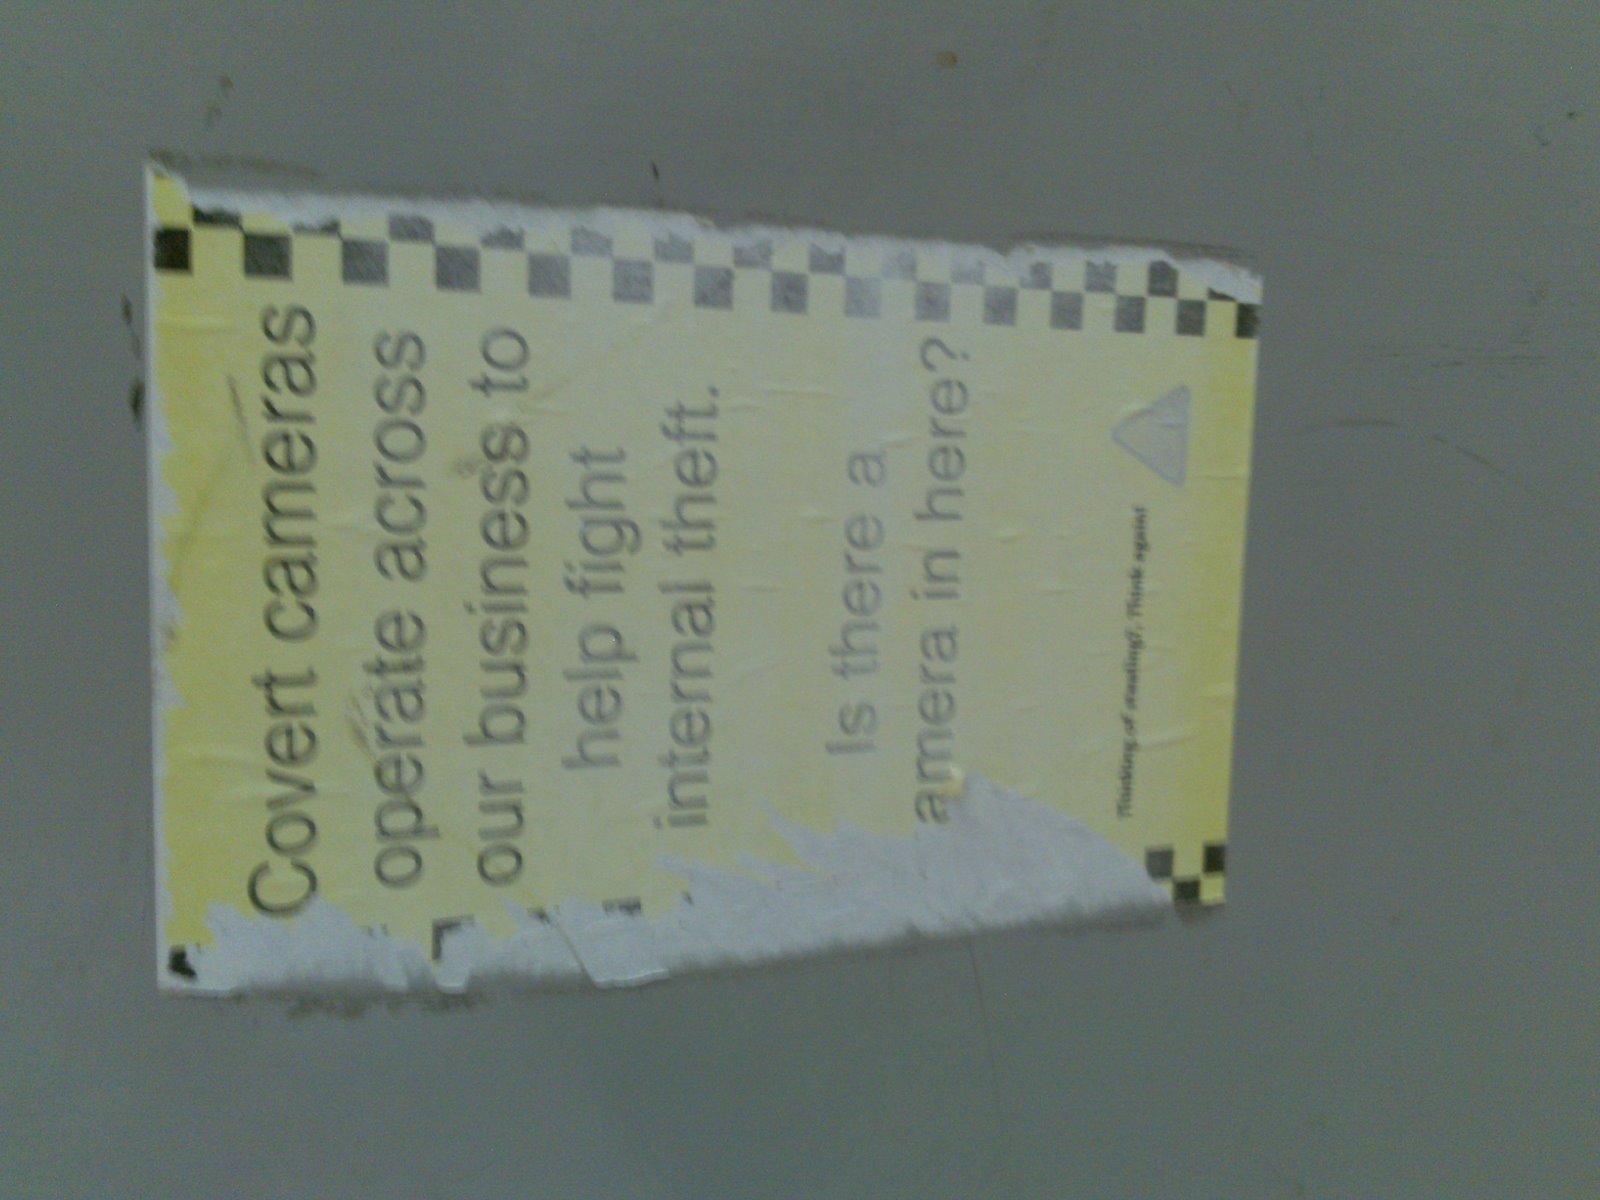 Covert cameras
operate across
our business to
help fight
internal theft.
Is there a
amera in here?
Thinking of stealing?, Think again!